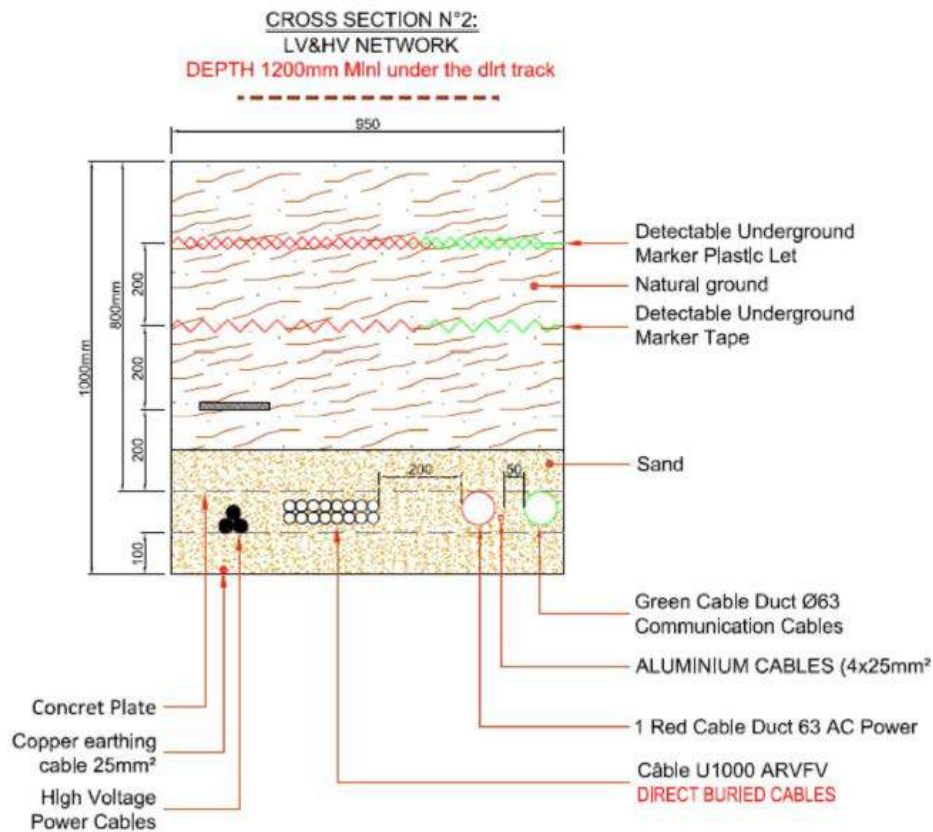 CROSS SECTION N°2:
LV&HV NETWORK
DEPTH 1200mm Mini under the dirt track
950
1000mm
800mm
200
200
200
100
200
50
Detectable Underground
Marker Plastic Let
Natural ground
Detectable Underground
Marker Tape
Sand
Green Cable Duct Ø63
Communication Cables
ALUMINIUM CABLES (4x25mm²
1 Red Cable Duct 63 AC Power
Câble U1000 ARVFV
DIRECT BURIED CABLES
Concret Plate
Copper earthing
cable 25mm²
High Voltage
Power Cables